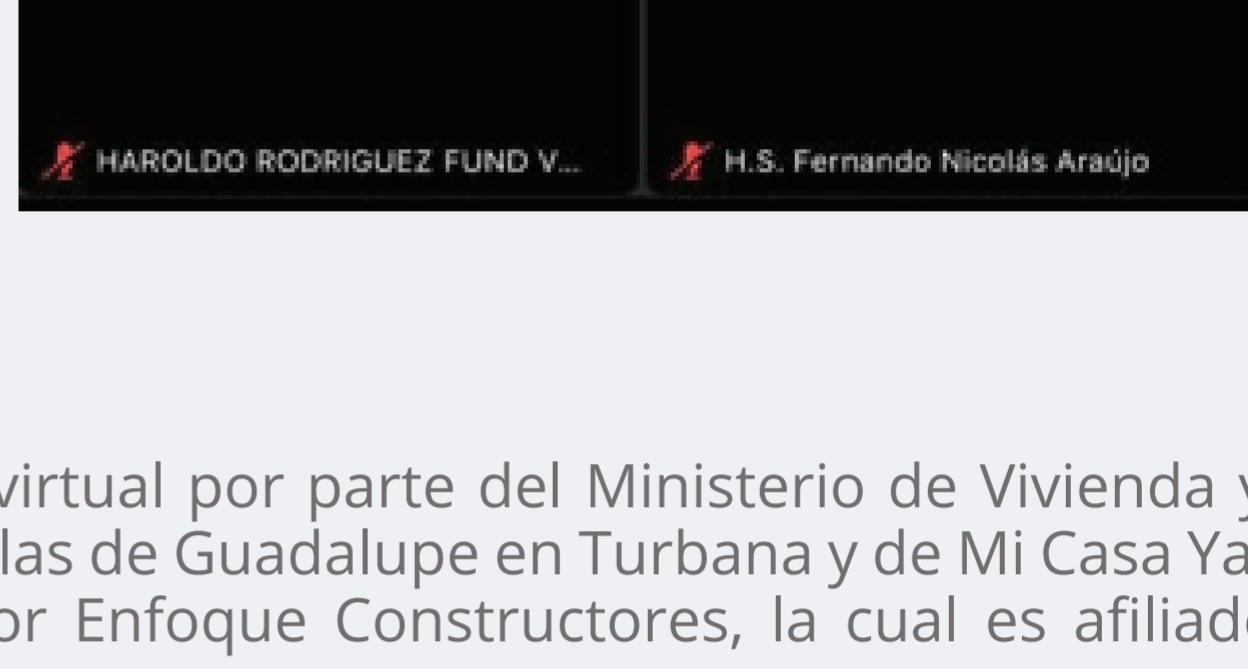 HAROLDO RODRIGUEZ FUND V...
H.S. Fernando Nicolás Araújo
virtual por parte del Ministerio de Vivienda y
las de Guadalupe en Turbana y de Mi Casa Ya
or Enfoque Constructores, la cual es afiliad